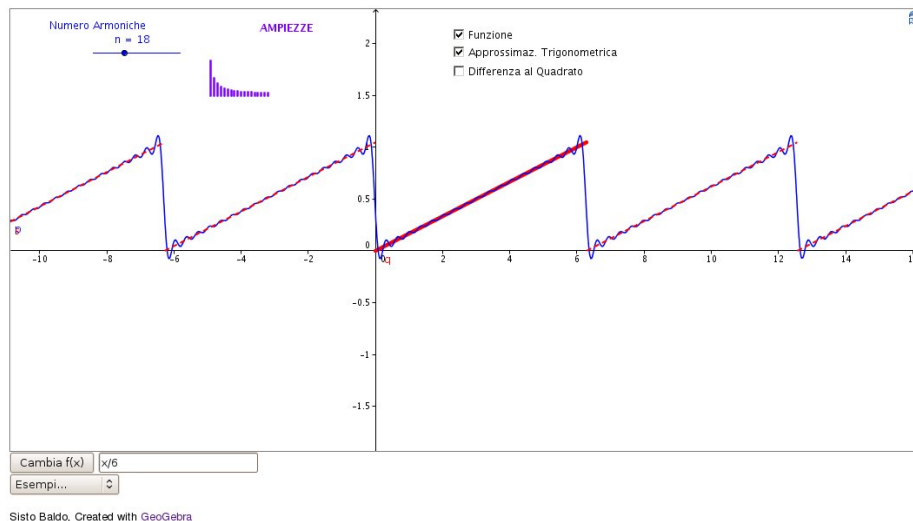 Numero Armoniche
n = 18
AMPIEZZE
Funzione
Approssimaz. Trigonometrica
Differenza al Quadrato
2
1.5
1
0.5
0
-0.5
-1
-1.5
-10 -8 -6 -4 -2 0 2 4 6 8 10 12 14 16
q
Cambia f(x) x/6
Esempi...
Sisto Baldo, Created with GeoGebra